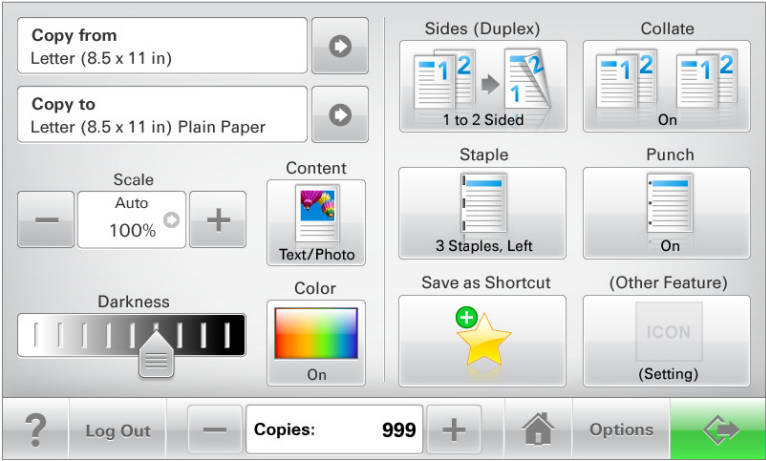 Copy from
Letter (8.5 x 11 in)
Copy to
Letter (8.5 x 11 in) Plain Paper
Scale
Auto
100%
Content
Text/Photo
Darkness
Color
On
Sides (Duplex)
1 2 1 2
1 to 2 Sided
Collate
1 2 1 2
On
Staple
3 Staples, Left
Punch
On
Save as Shortcut
(Other Feature)
ICON
(Setting)
? Log Out Copies: 999 Options